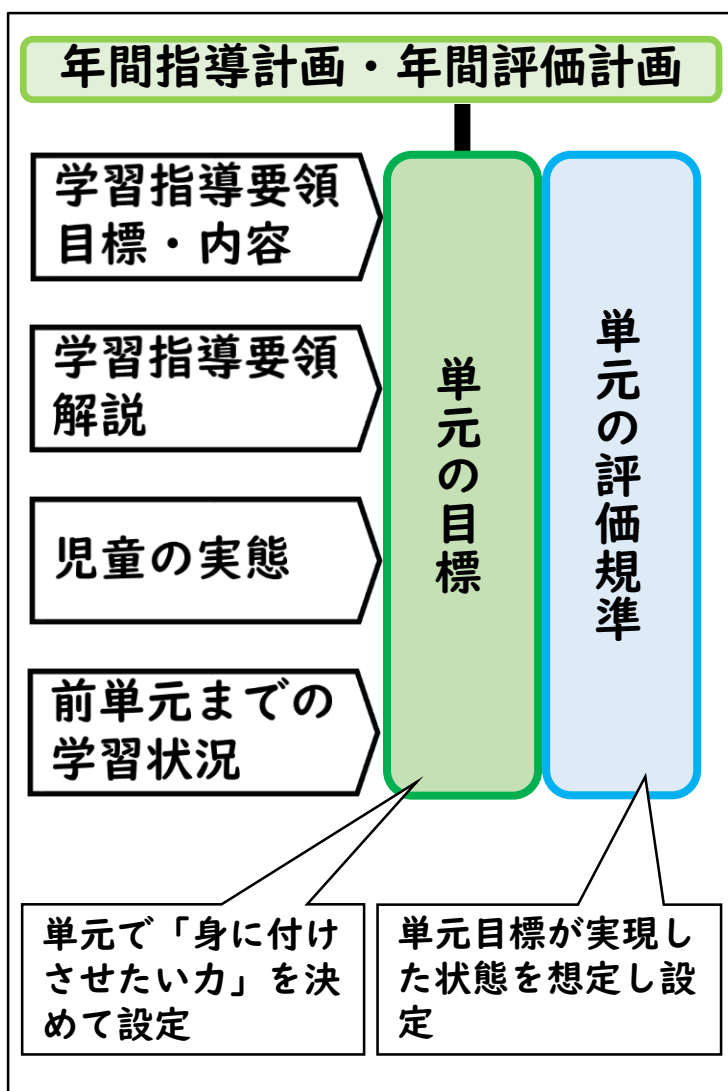 年間指導計画・年間評価計画
学習指導要領
目標・内容
学習指導要領
解説
児童の実態
前単元までの
学習状況
単元の目標
単元の評価規準
単元で「身に付け
させたい力」を決
めて設定
単元目標が実現し
た状態を想定し設
定